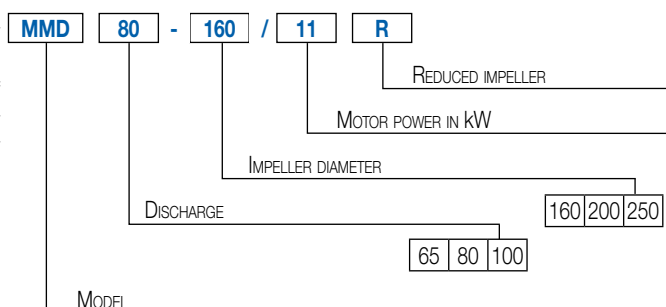 MMD 80 - 160 / 11 R
REDUCED IMPELLER
MOTOR POWER IN kW
IMPELLER DIAMETER
160 200 250
DISCHARGE
65 80 100
MODEL